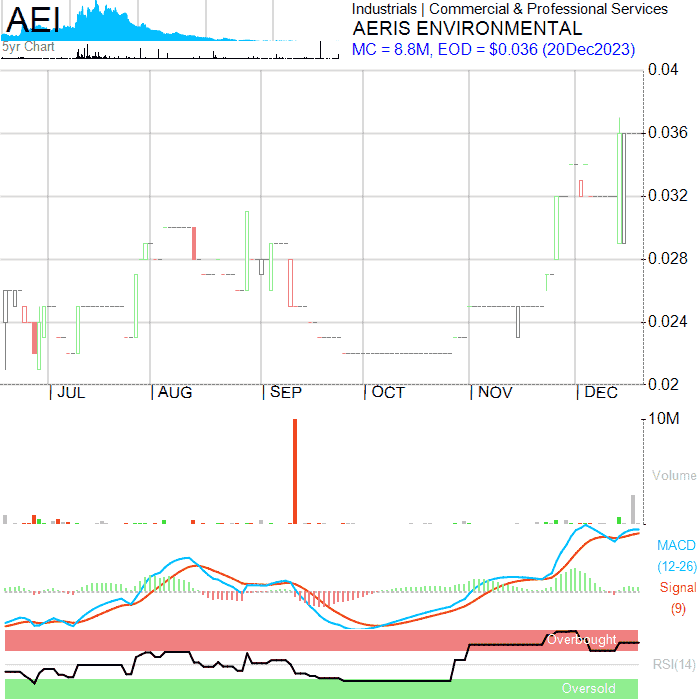 AEI
5yr Chart
Industrials | Commercial & Professional Services
AERIS ENVIRONMENTAL
MC = 8.8M, EOD = $0.036 (20Dec2023)
0.04
0.036
0.032
0.028
0.024
0.02
| JUL | AUG | SEP | OCT | NOV | DEC
10M
Volume
MACD
(12-26)
Signal
(9)
Overbought
RSI(14)
Oversold